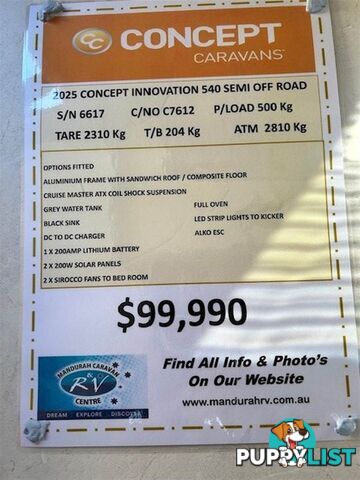 CC CONCEPT
CARAVANS
2025 CONCEPT INNOVATION 540 SEMI OFF ROAD
S/N 6617 C/NO C7612 P/LOAD 500 Kg
TARE 2310 Kg T/B 204 Kg ATM 2810 Kg
OPTIONS FITTED
ALUMINIUM FRAME WITH SANDWICH ROOF / COMPOSITE FLOOR
CRUISE MASTER ATX COIL SHOCK SUSPENSION
GREY WATER TANK FULL OVEN
BLACK SINK LED STRIP LIGHTS TO KICKER
DC TO DC CHARGER ALKO ESC
1 X 200AMP LITHIUM BATTERY
2 X 200W SOLAR PANELS
2 X SIROCCO FANS TO BED ROOM
$99,990
MANDURAH CARAVAN
& RV
CENTRE
DREAM EXPLORE DISCOVER
Find All Info & Photo's
On Our Website
www.mandurahrv.com.au
PUPPYLIST